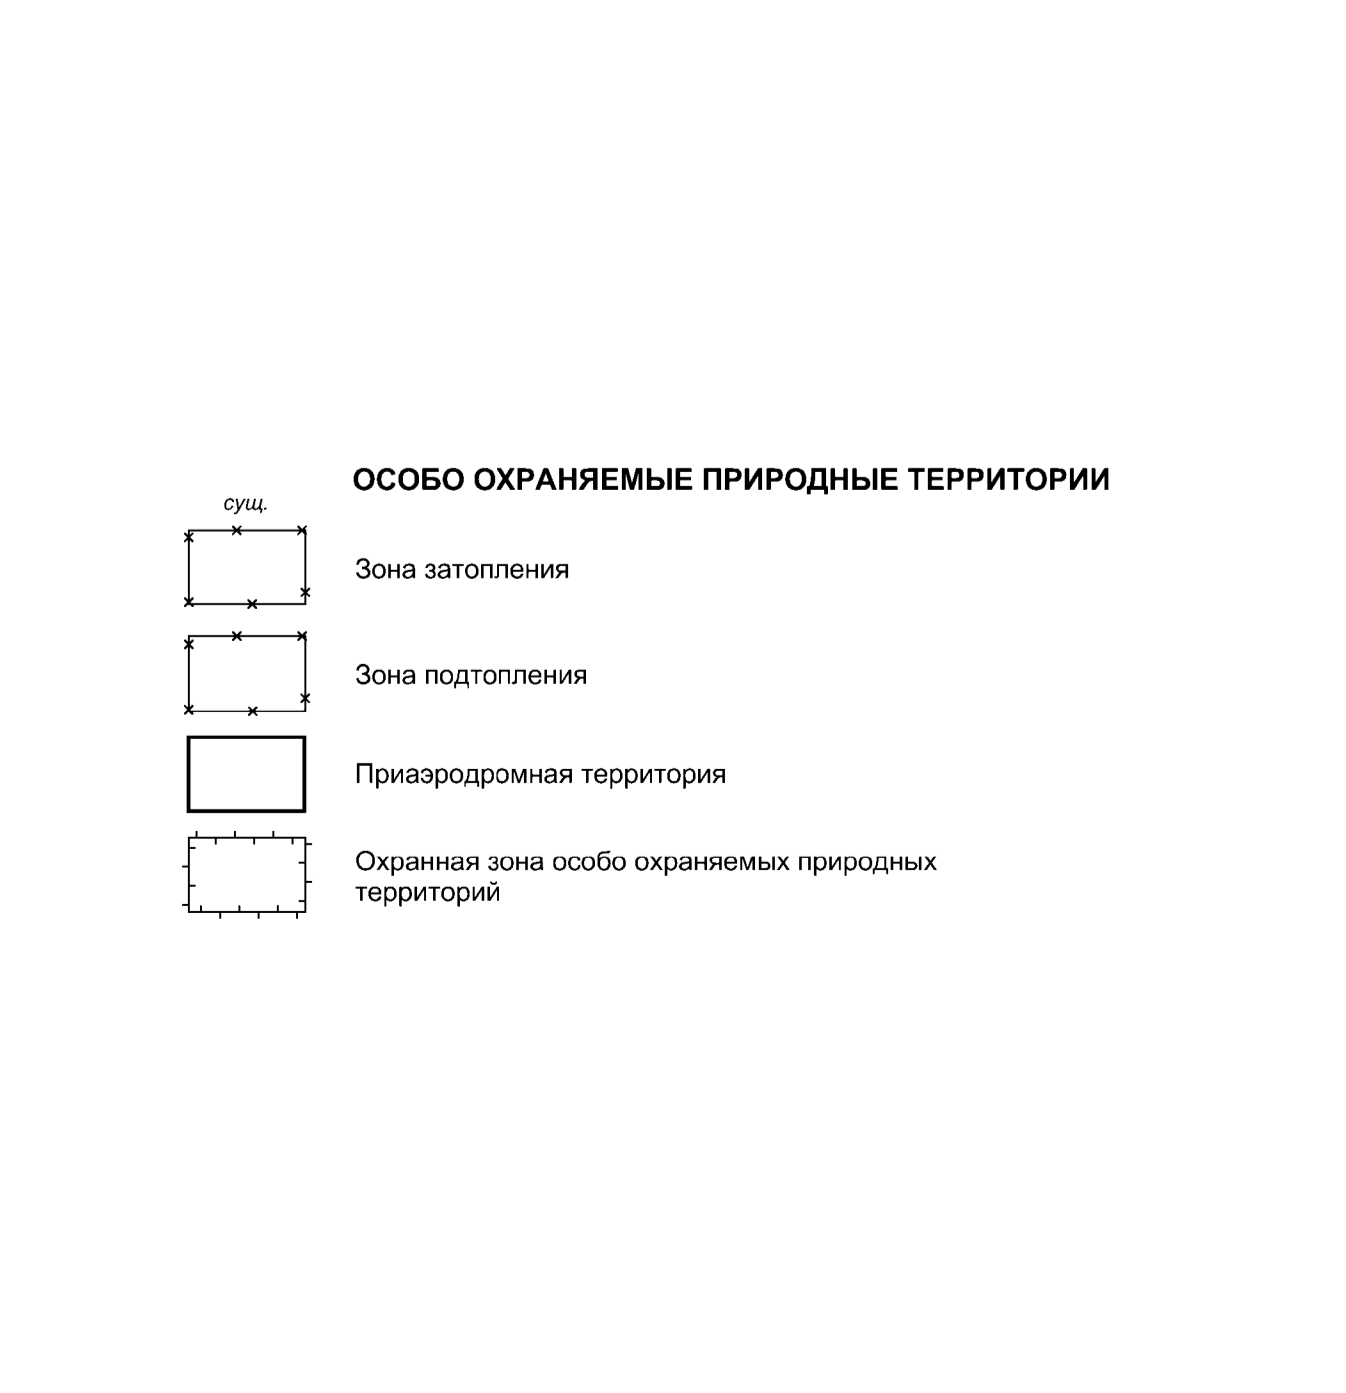 ОСОБО ОХРАНЯЕМЫЕ ПРИРОДНЫЕ ТЕРРИТОРИИ
сущ.
Зона затопления
Зона подтопления
Приаэродромная территория
Охранная зона особо охраняемых природных
территорий